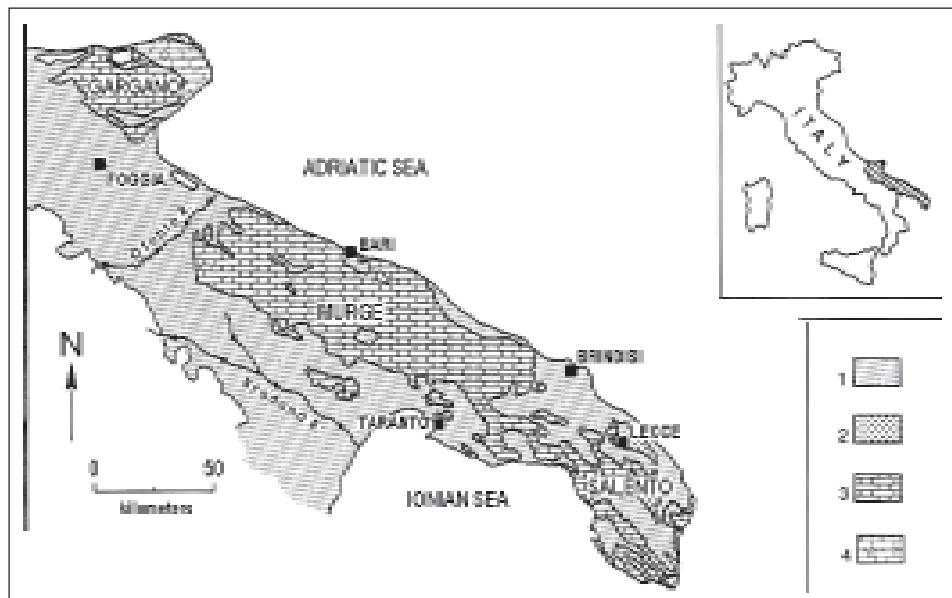 GARGANO
FOGGIA
ADRIATIC SEA
BARI
MURGE
N
BRINDISI
TARANTO
LECCE
SALENTO
0 50
kilometers
IONIAN SEA
ITALY
1
2
3
4